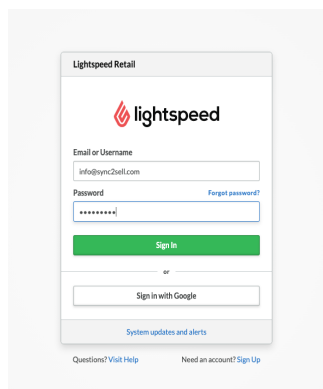 Lightspeed Retail
lightspeed
Email or Username
info@sync2sell.com
Password Forgot password?
•••••••••
Sign In
or
Sign in with Google
System updates and alerts
Questions? Visit Help Need an account? Sign Up